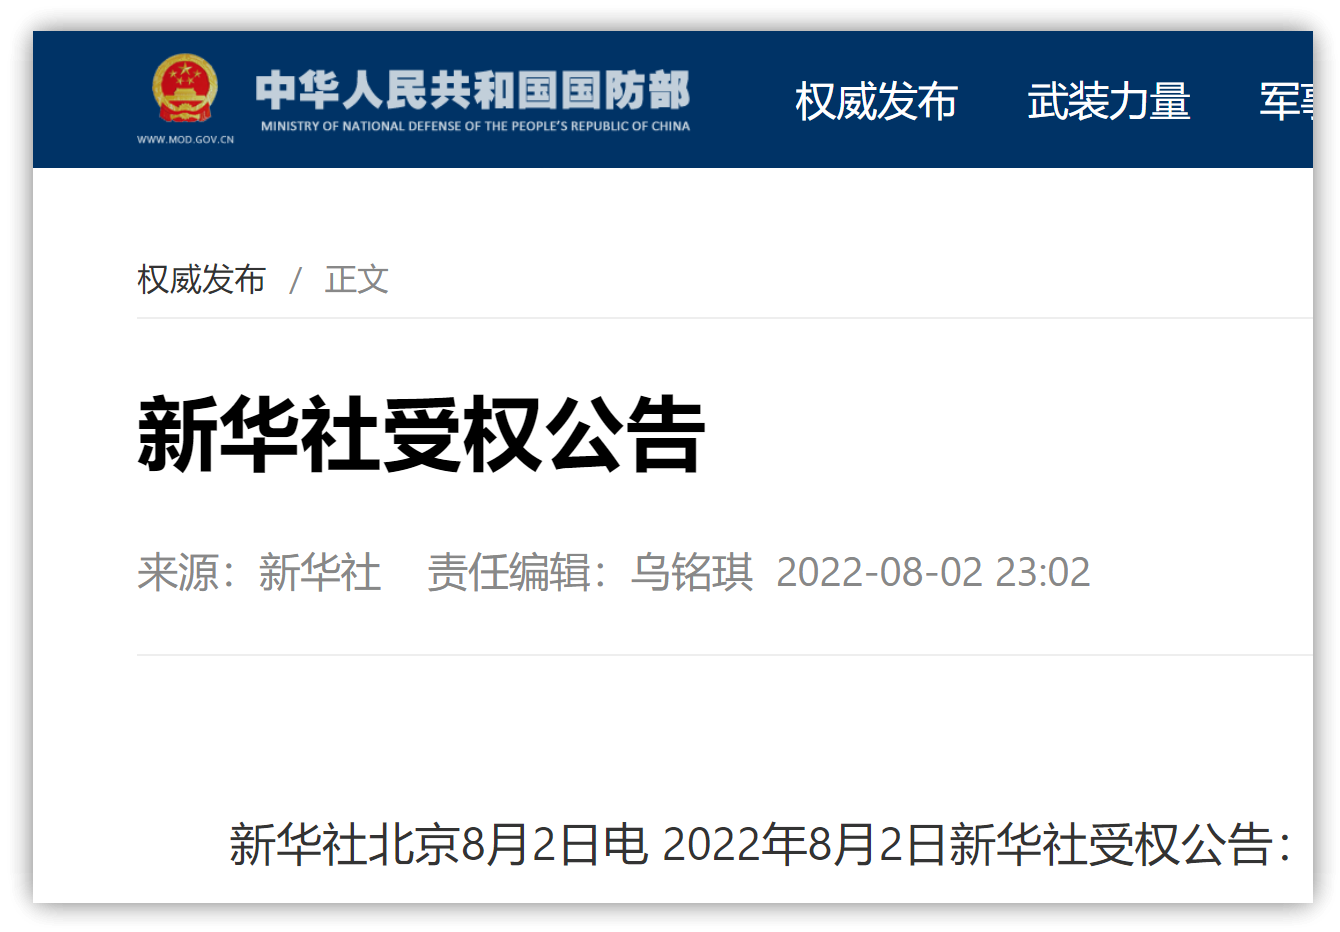 中华人民共和国国防部
MINISTRY OF NATIONAL DEFENSE OF THE PEOPLE'S REPUBLIC OF CHINA
WWW.MOD.GOV.CN
权威发布 武装力量 军事
权威发布 / 正文
新华社受权公告
来源：新华社 责任编辑：乌铭琪 2022-08-02 23:02
新华社北京8月2日电 2022年8月2日新华社受权公告：